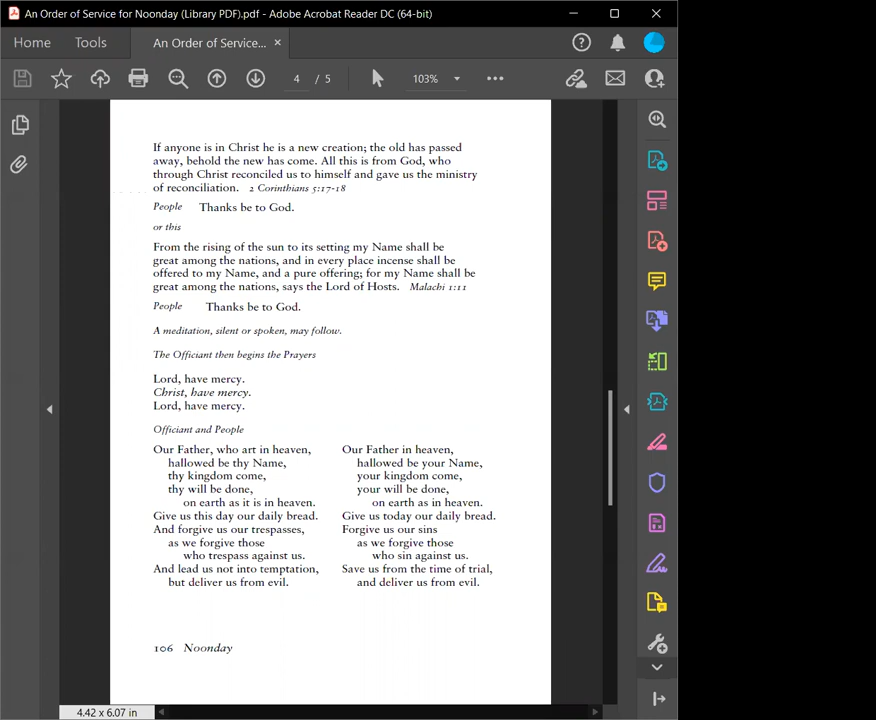 An Order of Service for Noonday (Library PDF).pdf - Adobe Acrobat Reader DC (64-bit)
Home Tools An Order of Service... ×
4 / 5 103%
If anyone is in Christ he is a new creation; the old has passed
away, behold the new has come. All this is from God, who
through Christ reconciled us to himself and gave us the ministry
of reconciliation. 2 Corinthians 5:17-18
People Thanks be to God.
or this
From the rising of the sun to its setting my Name shall be
great among the nations, and in every place incense shall be
offered to my Name, and a pure offering; for my Name shall be
great among the nations, says the Lord of Hosts. Malachi 1:11
People Thanks be to God.
A meditation, silent or spoken, may follow.
The Officiant then begins the Prayers
Lord, have mercy.
Christ, have mercy.
Lord, have mercy.
Officiant and People
Our Father, who art in heaven,
hallowed be thy Name,
thy kingdom come,
thy will be done,
on earth as it is in heaven.
Give us this day our daily bread.
And forgive us our trespasses,
as we forgive those
who trespass against us.
And lead us not into temptation,
but deliver us from evil.
Our Father in heaven,
hallowed be your Name,
your kingdom come,
your will be done,
on earth as in heaven.
Give us today our daily bread.
Forgive us our sins
as we forgive those
who sin against us.
Save us from the time of trial,
and deliver us from evil.
106 Noonday
4.42 x 6.07 in